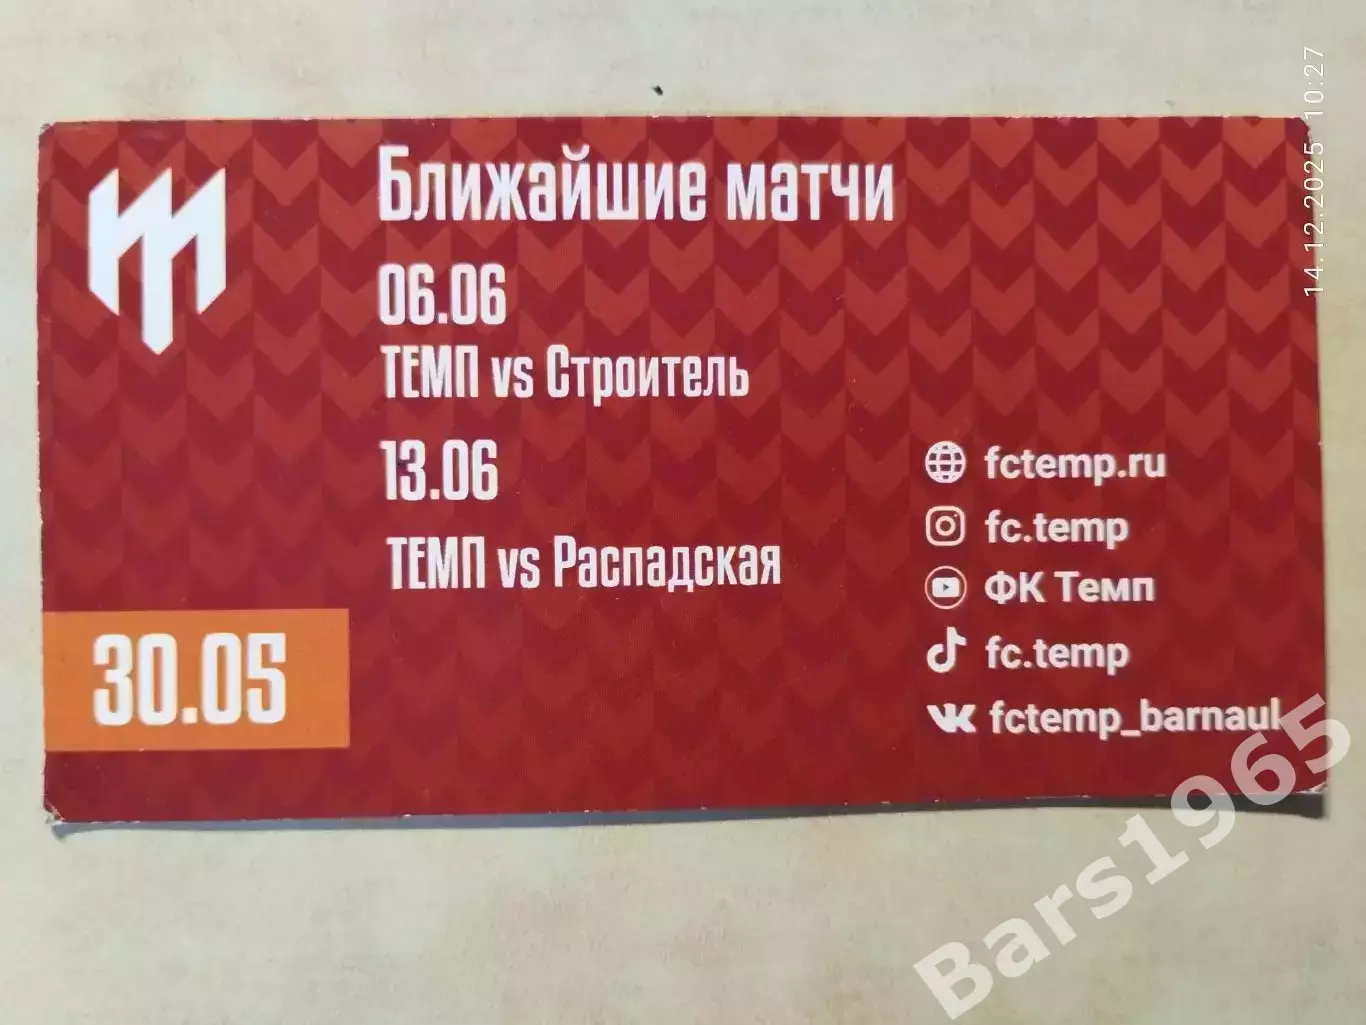 Ближайшие матчи
06.06
ТЕМП vs Строитель
13.06
ТЕМП vs Распадская
30.05
fctemp.ru
fc.temp
ФК Темп
fc.temp
fctemp_barnaul
14.12.2025 10:27
Bars1965